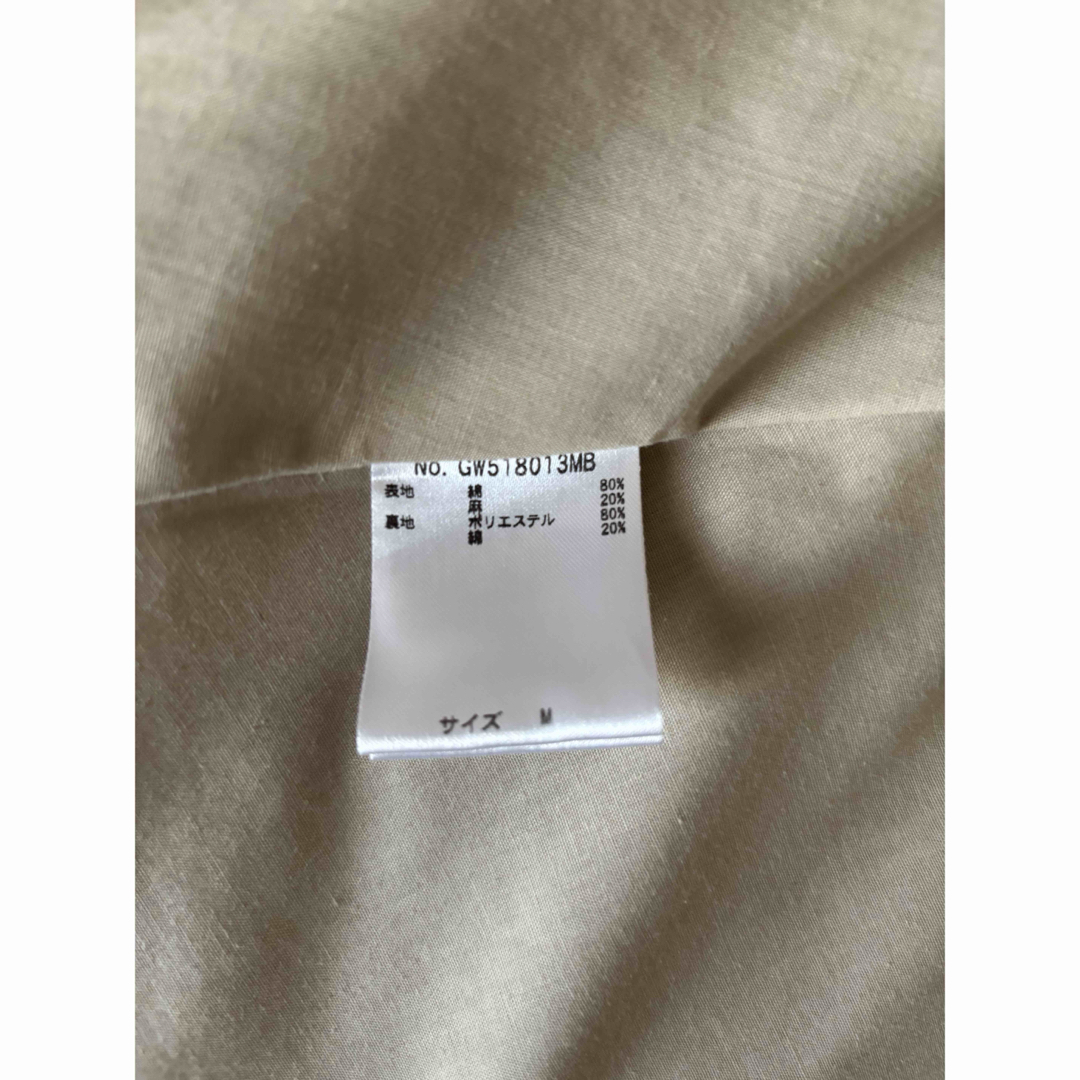 No. GW518013MB
表地 綿 80%
麻 20%
裏地 ポリエステル 80%
綿 20%
サイズ M